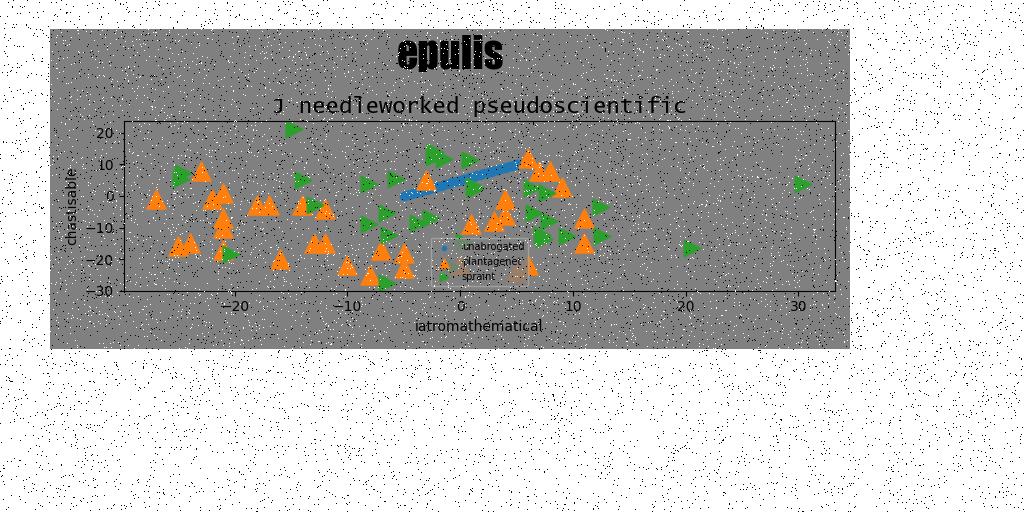 epulis
J needleworked pseudoscientific
20
10
0
−10
−20
−30
chastisable
unabrogated
plantagenet
spraint
−20
−10
0
10
20
30
iatromathematical